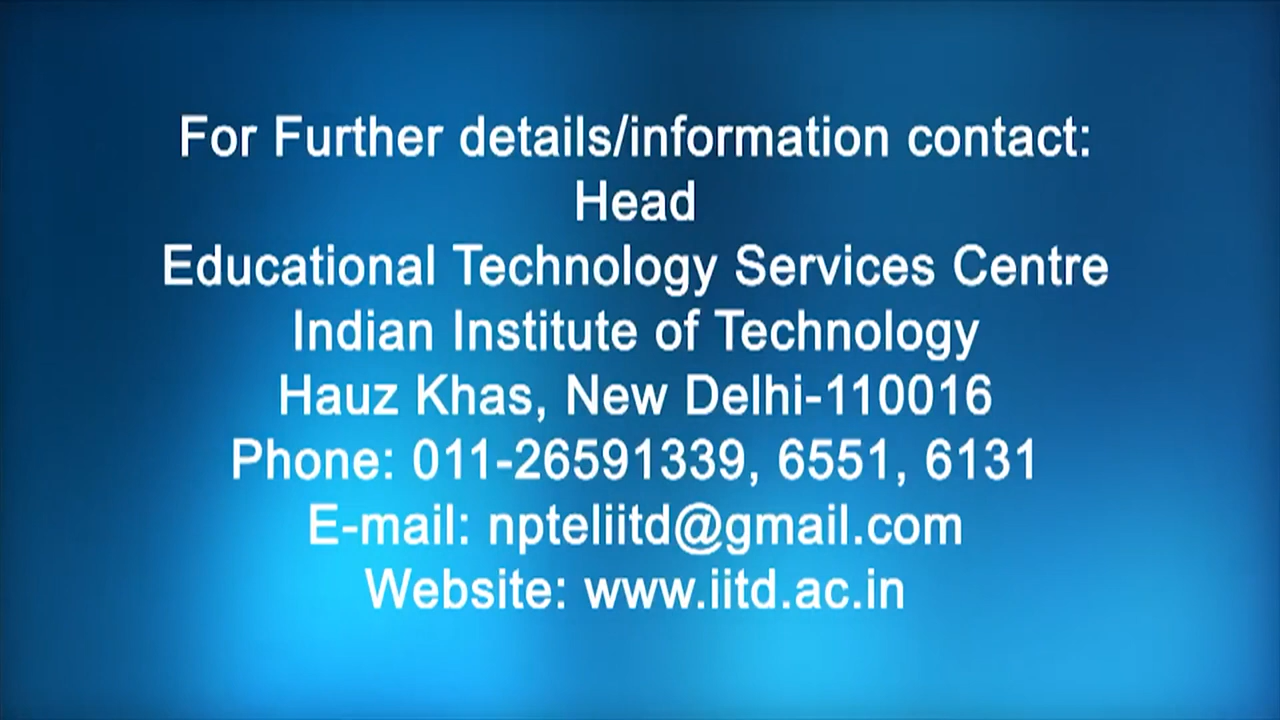 For Further details/information contact:
Head
Educational Technology Services Centre
Indian Institute of Technology
Hauz Khas, New Delhi-110016
Phone: 011-26591339, 6551, 6131
E-mail: npteliitd@gmail.com
Website: www.iitd.ac.in